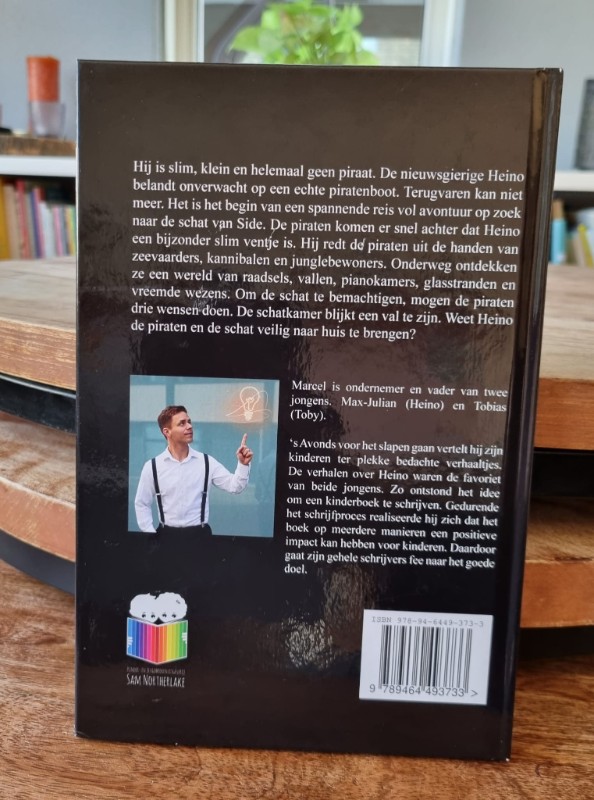 Hij is slim, klein en helemaal geen piraat. De nieuwsgierige Heino
belandt onverwacht op een echte piratenboot. Terugvaren kan niet
meer. Het is het begin van een spannende reis vol avontuur op zoek
naar de schat van Side. De piraten komen er snel achter dat Heino
een bijzonder slim ventje is. Hij redt de piraten uit de handen van
zeevaarders, kannibalen en junglebewoners. Onderweg ontdekken
ze een wereld van raadsels, vallen, pianokamers, glasstranden en
vreemde wezens. Om de schat te bemachtigen, mogen de piraten
drie wensen doen. De schatkamer blijkt een val te zijn. Weet Heino
de piraten en de schat veilig naar huis te brengen?
Marcel is ondernemer en vader van twee
jongens. Max-Julian (Heino) en Tobias
(Toby).
's Avonds voor het slapen gaan vertelt hij zijn
kinderen ter plekke bedachte verhaaltjes.
De verhalen over Heino waren de favoriet
van beide jongens. Zo ontstond het idee
om een kinderboek te schrijven. Gedurende
het schrijfproces realiseerde hij zich dat het
boek op meerdere manieren een positieve
impact kan hebben voor kinderen. Daardoor
gaat zijn gehele schrijvers fee naar het goede
doel.
SAM NORTHERLAKE
ISBN 978-94-6449-373-3
9 789464 493733 >